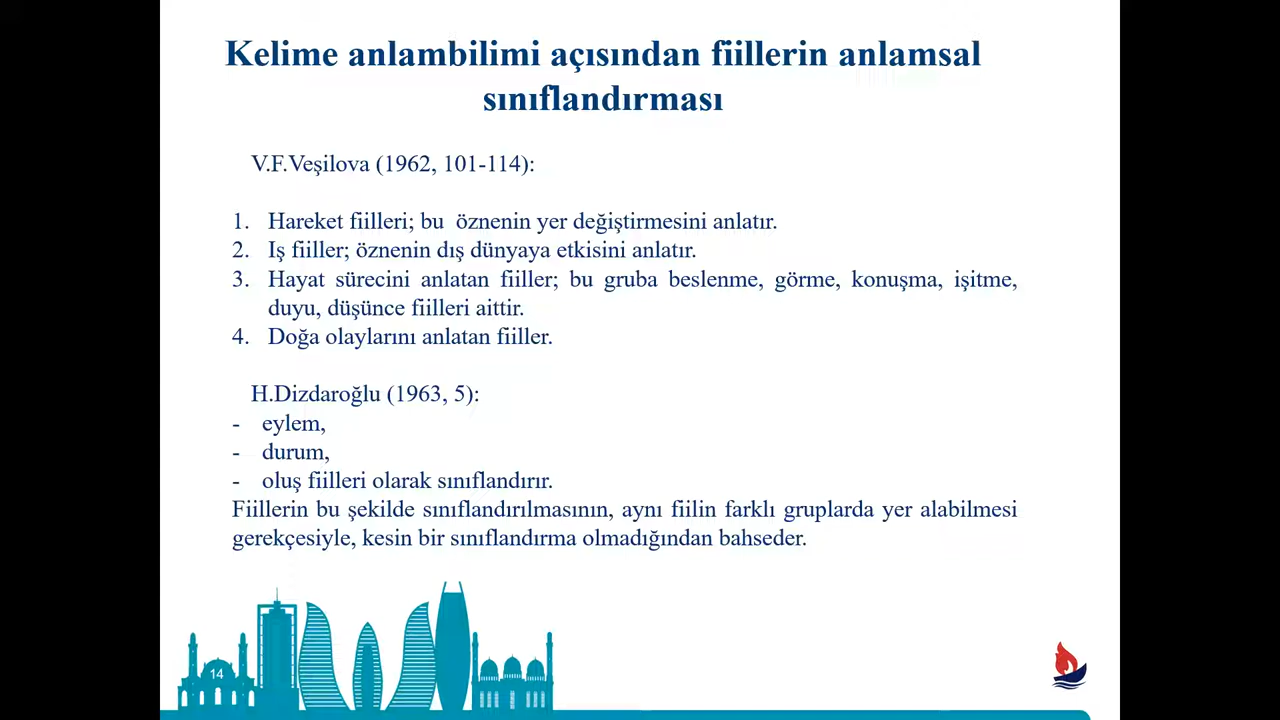 Kelime anlambilimi açısından fiillerin anlamsal
sınıflandırması
V.F.Veşilova (1962, 101-114):
1. Hareket fiilleri; bu öznenin yer değiştirmesini anlatır.
2. Iş fiiller; öznenin dış dünyaya etkisini anlatır.
3. Hayat sürecini anlatan fiiller; bu gruba beslenme, görme, konuşma, işitme,
duyu, düşünce fiilleri aittir.
4. Doğa olaylarını anlatan fiiller.
H.Dizdaroğlu (1963, 5):
- eylem,
- durum,
- oluş fiilleri olarak sınıflandırır.
Fiillerin bu şekilde sınıflandırılmasının, aynı fiilin farklı gruplarda yer alabilmesi
gerekçesiyle, kesin bir sınıflandırma olmadığından bahseder.
14